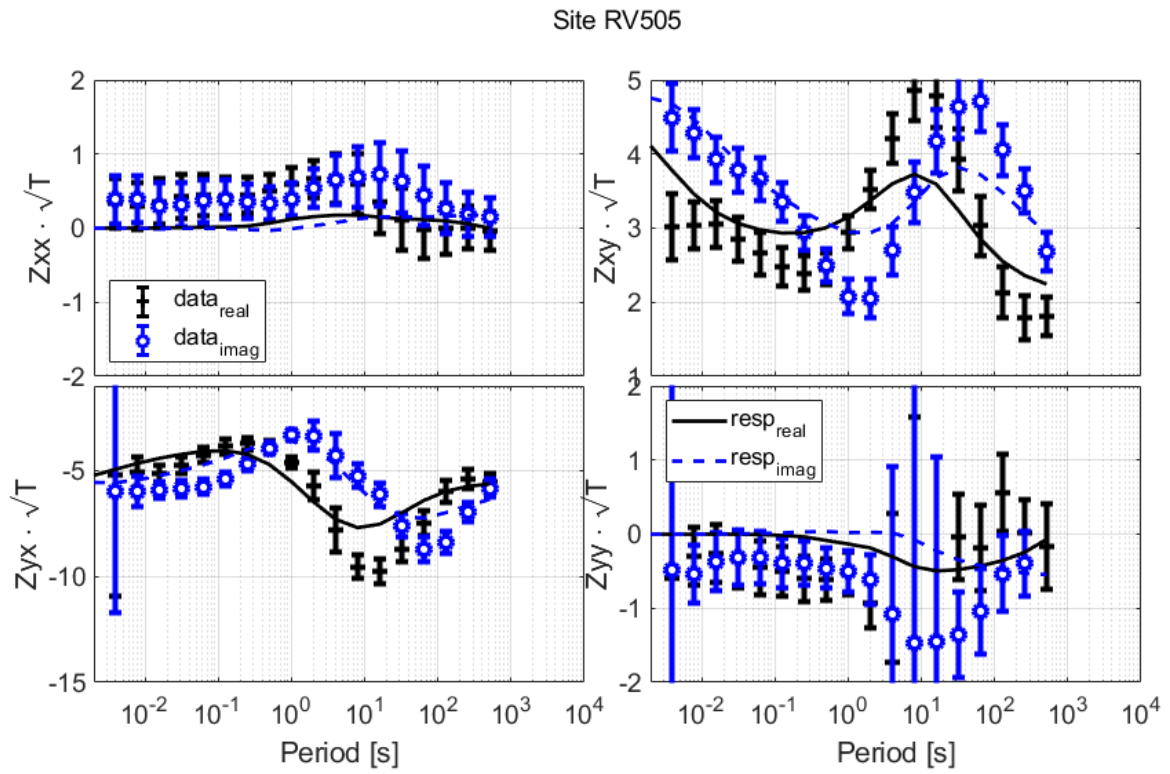 Site RV505
2
1
0
-1
-2
Zxx · √T
data_real
data_imag
5
4
3
2
1
Zxy · √T
-5
-10
-15
Zyx · √T
10^-2 10^-1 10^0 10^1 10^2 10^3 10^4
Period [s]
2
1
0
-1
-2
Zyy · √T
resp_real
resp_imag
10^-2 10^-1 10^0 10^1 10^2 10^3 10^4
Period [s]